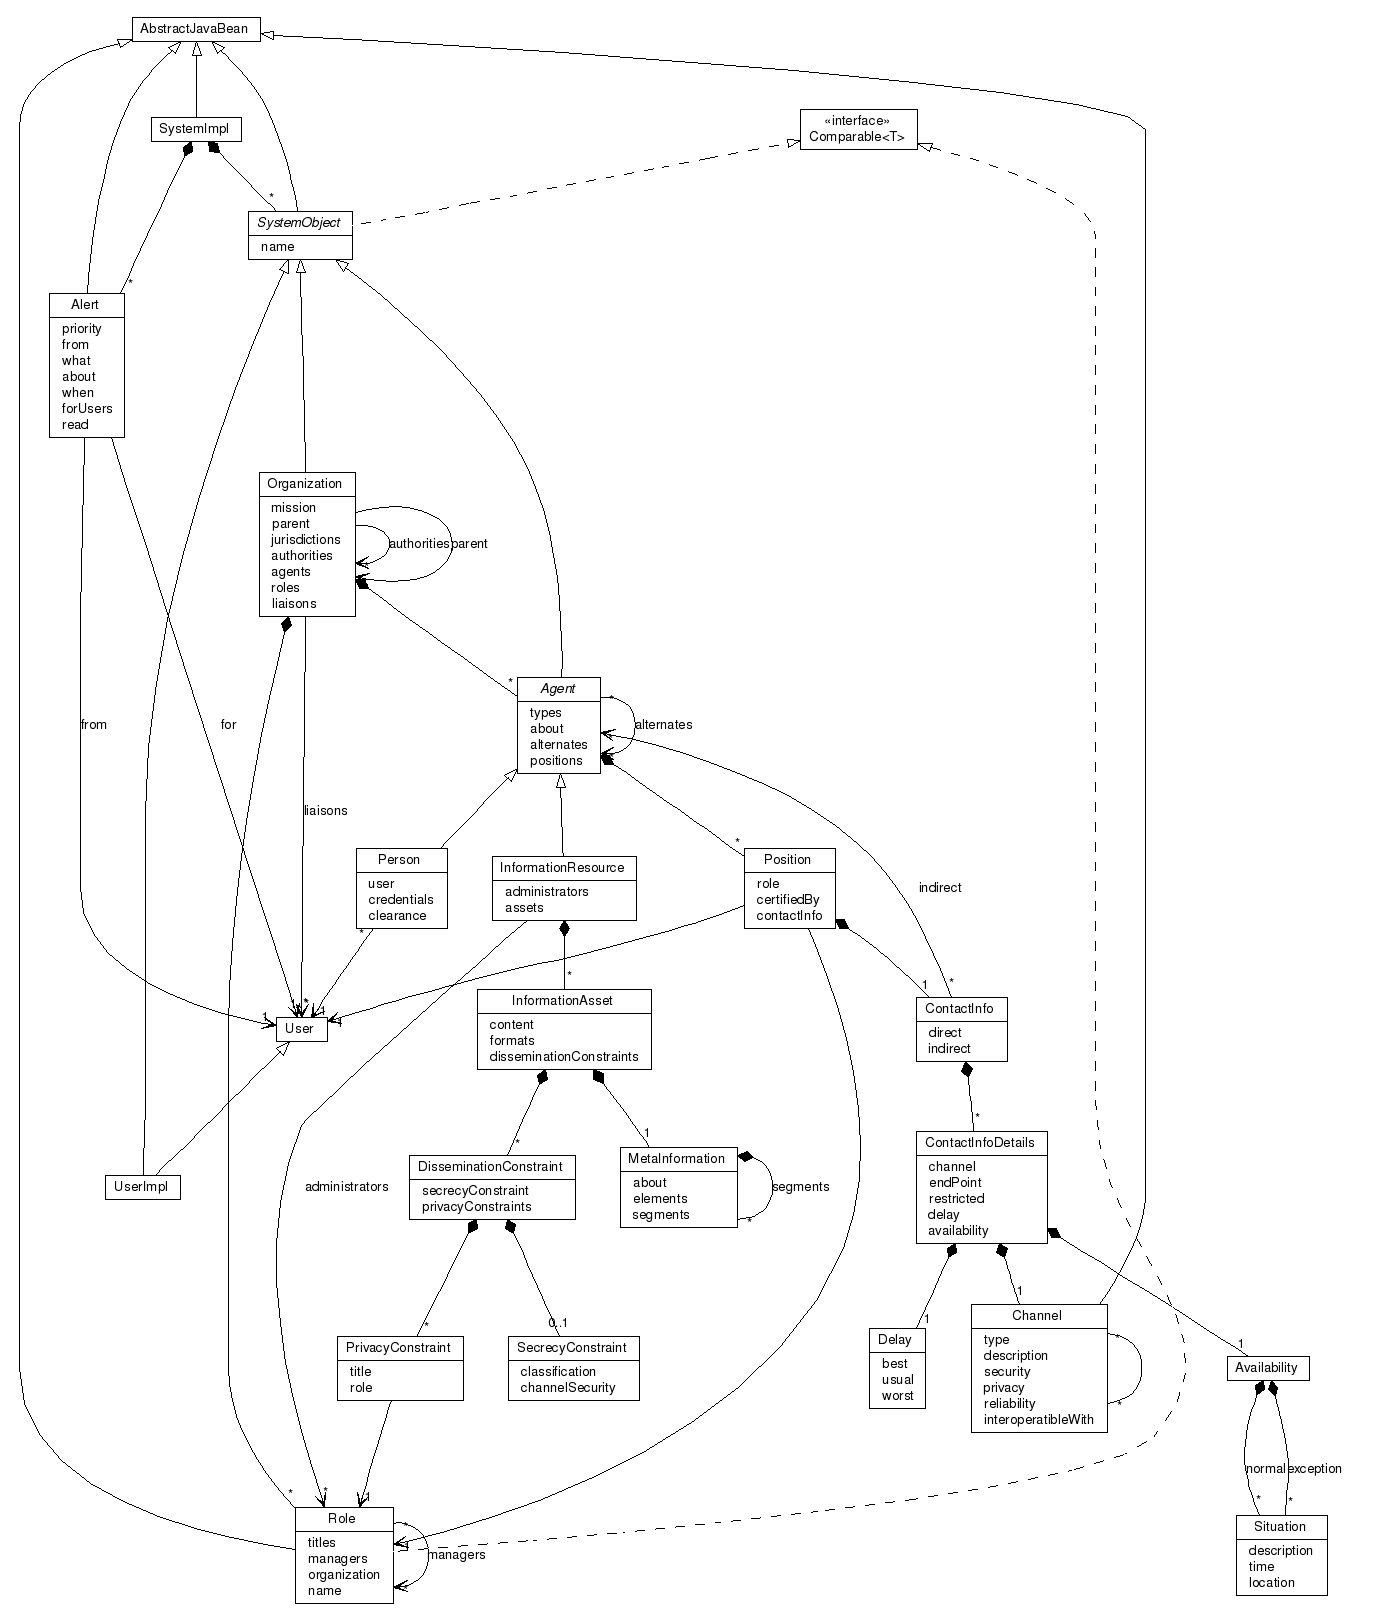 AbstractJavaBean
SystemImpl
«interface»
Comparable<T>
*
SystemObject
name
*
Alert
priority
from
what
about
when
forUsers
read
Organization
mission
parent
jurisdictions
authorities
agents
roles
liaisons
authorities
parent
*
Agent
types
about
alternates
positions
*
alternates
from
for
liaisons
*
Person
user
credentials
clearance
*
InformationResource
administrators
assets
Position
role
certifiedBy
contactInfo
indirect
*
1
*
InformationAsset
content
formats
disseminationConstraints
ContactInfo
direct
indirect
1
*
1
1
User
*
1
*
ContactInfoDetails
channel
endPoint
restricted
delay
availability
DisseminationConstraint
secrecyConstraint
privacyConstraints
MetaInformation
about
elements
segments
segments
*
UserImpl
administrators
1
1
1
*
0..1
PrivacyConstraint
title
role
SecrecyConstraint
classification
channelSecurity
Delay
best
usual
worst
Channel
type
description
security
privacy
reliability
interoperatibleWith
*
*
Availability
normal
exception
*
*
*
*
1
Role
titles
managers
organization
name
*
managers
Situation
description
time
location